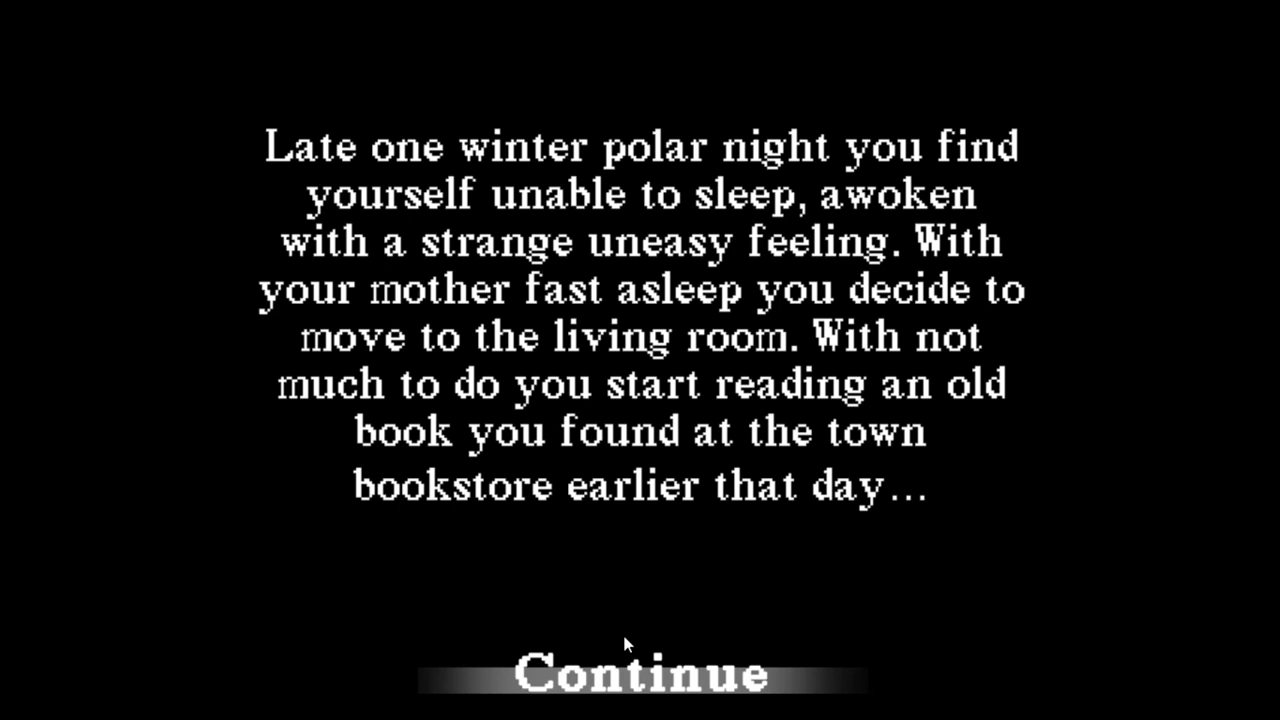 Late one winter polar night you find
yourself unable to sleep, awoken
with a strange uneasy feeling. With
your mother fast asleep you decide to
move to the living room. With not
much to do you start reading an old
book you found at the town
bookstore earlier that day...
Continue